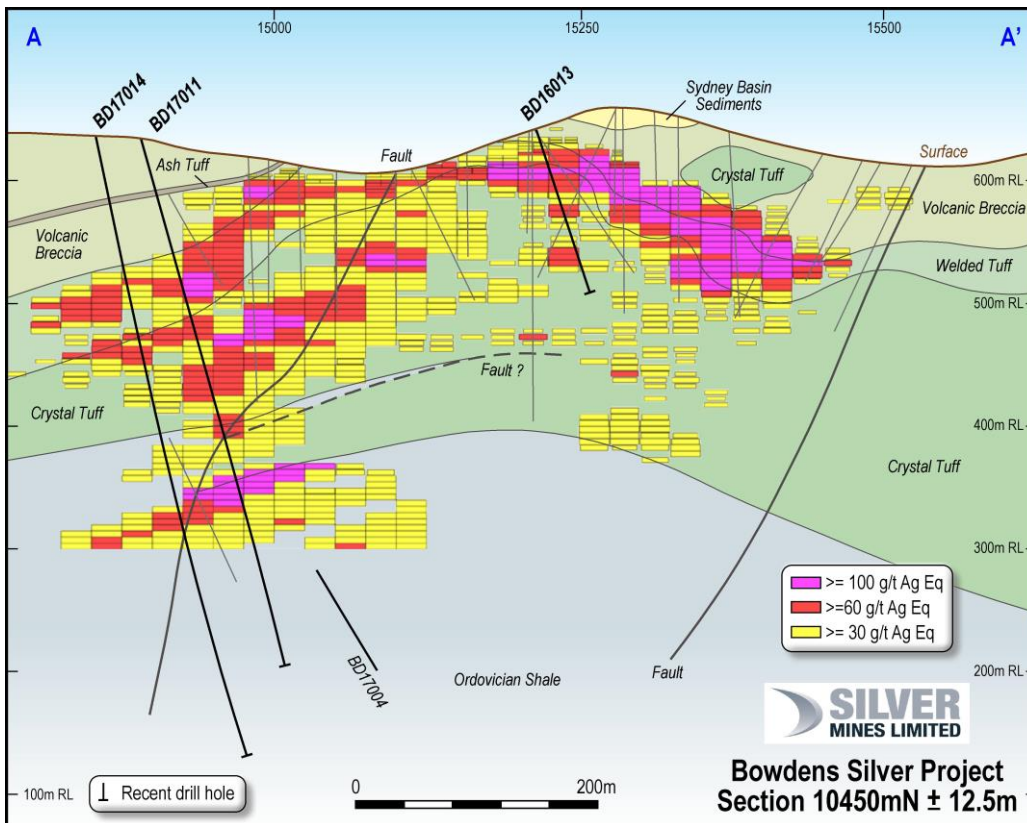 A
15000
15250
15500
A'
BD17014
BD17011
BD16013
Sydney Basin
Sediments
Ash Tuff
Fault
Crystal Tuff
Surface
600m RL
Volcanic
Breccia
Volcanic Breccia
Welded Tuff
500m RL
Fault ?
Crystal Tuff
400m RL
Crystal Tuff
300m RL
>= 100 g/t Ag Eq
>=60 g/t Ag Eq
>= 30 g/t Ag Eq
BD17004
Ordovician Shale
Fault
200m RL
SILVER
MINES LIMITED
Bowdens Silver Project
Section 10450mN ± 12.5m
100m RL
Recent drill hole
0
200m